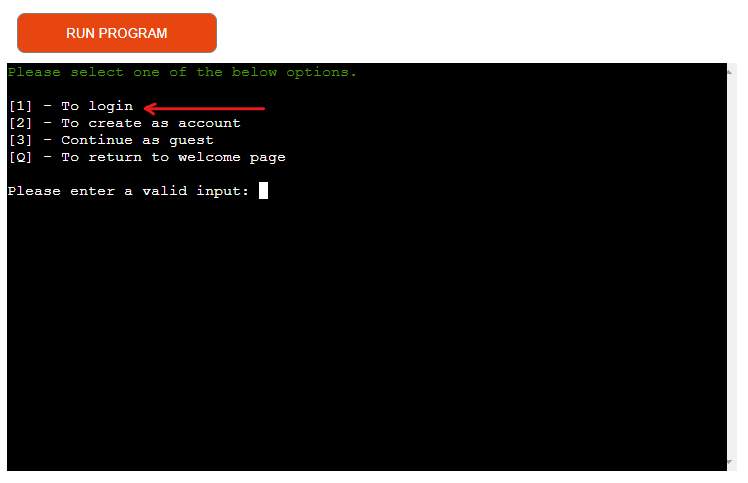 RUN PROGRAM
Please select one of the below options.
[1] - To login
[2] - To create as account
[3] - Continue as guest
[Q] - To return to welcome page
Please enter a valid input: